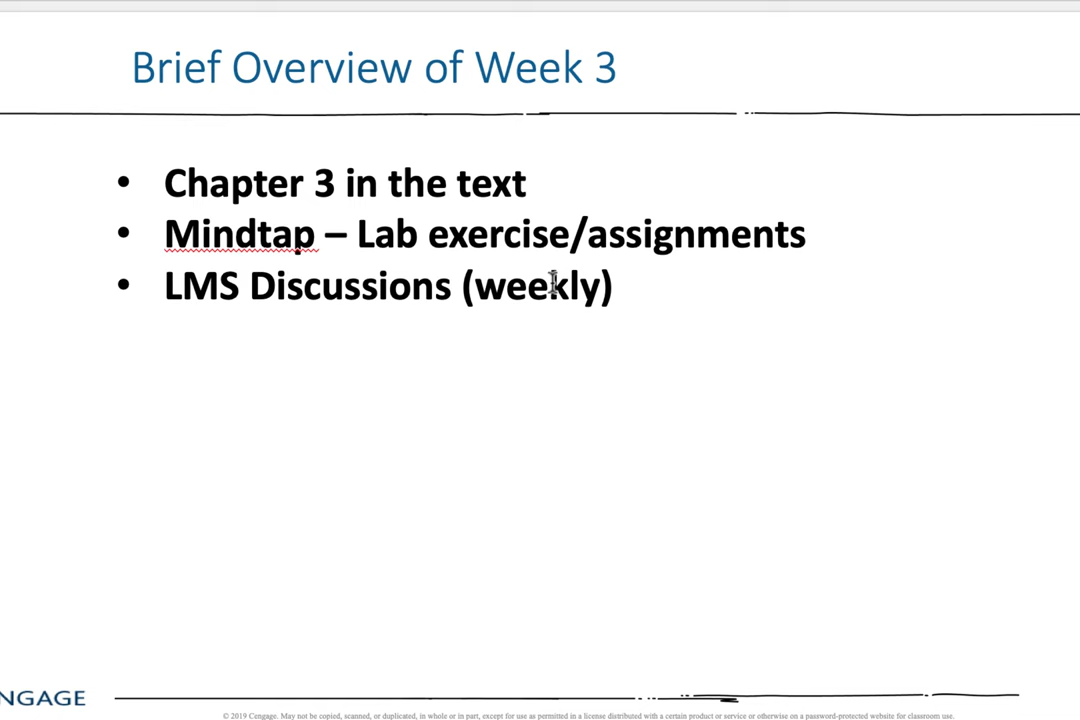 Brief Overview of Week 3
• Chapter 3 in the text
• Mindtap – Lab exercise/assignments
• LMS Discussions (weekly)
NGAGE
© 2019 Cengage. May not be copied, scanned, or duplicated, in whole or in part, except for use as permitted in a license distributed with a certain product or service or otherwise on a password-protected website for classroom use.